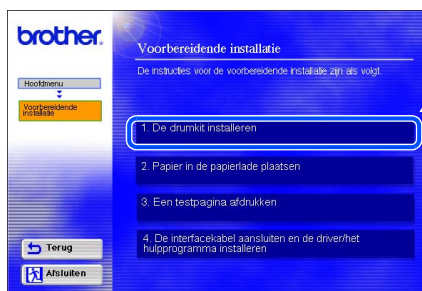 brother.
Hoofdmenu
Voorbereidende
installatie
Terug
Afsluiten
Voorbereidende installatie
De instructies voor de voorbereidende installatie zijn als volgt.
1. De drumkit installeren
2. Papier in de papierlade plaatsen
3. Een testpagina afdrukken
4. De interfacekabel aansluiten en de driver/het
hulpprogramma installeren